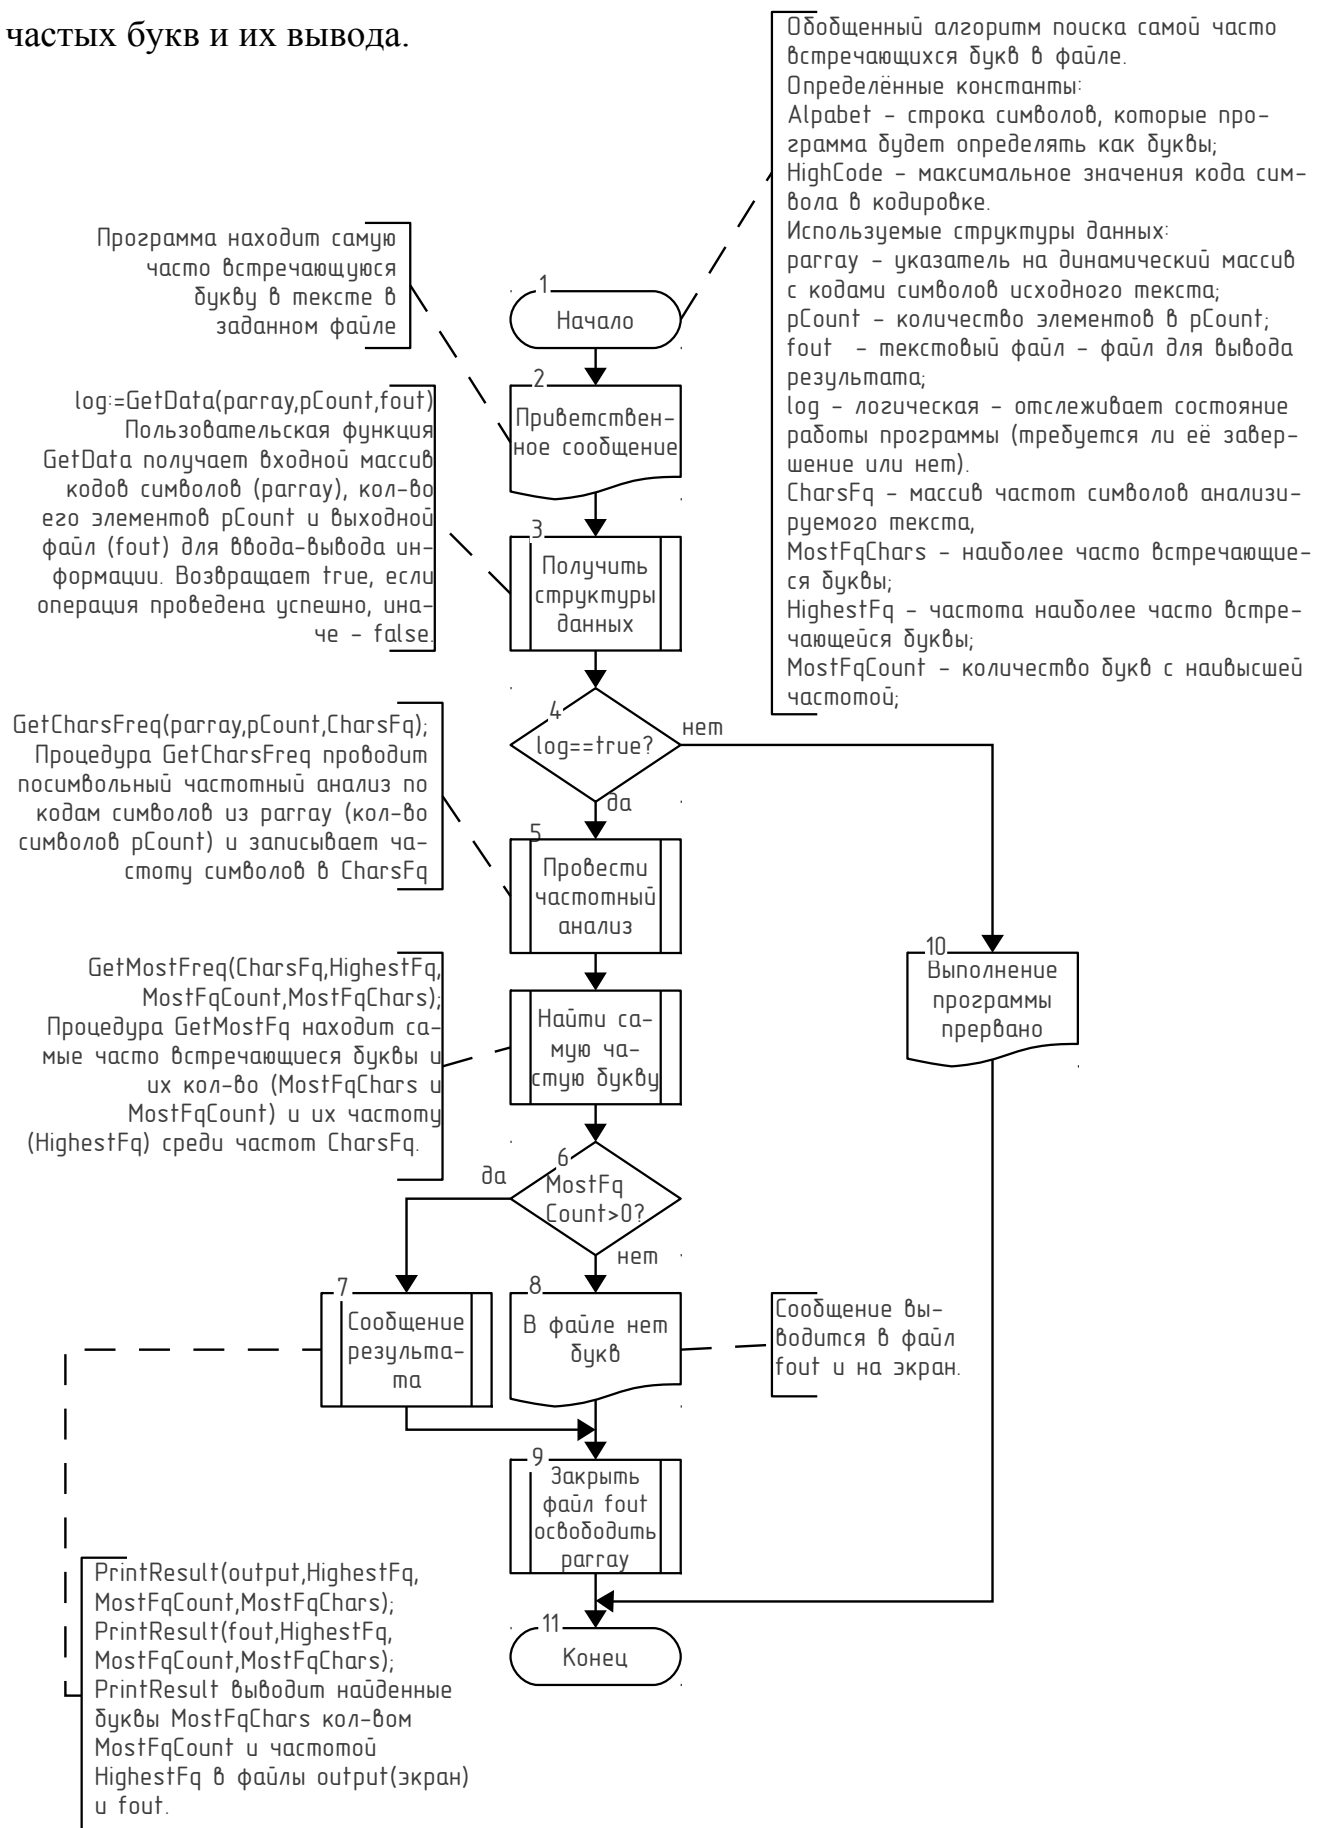 частых букв и их вывода.
Обобщенный алгоритм поиска самой часто
встречающихся букв в файле.
Определённые константы:
Alpabet – строка символов, которые про-
грамма будет определять как буквы;
HighCode – максимальное значения кода сим-
вола в кодировке.
Используемые структуры данных:
parray – указатель на динамический массив
с кодами символов исходного текста;
pCount – количество элементов в pCount;
fout – текстовый файл – файл для вывода
результата;
log – логическая – отслеживает состояние
работы программы (требуется ли её завер-
шение или нет).
CharsFq – массив частот символов анализи-
руемого текста,
MostFqChars – наиболее часто встречающие-
ся буквы;
HighestFq – частота наиболее часто встре-
чающейся буквы;
MostFqCount – количество букв с наивысшей
частотой;
Программа находит самую
часто встречающуюся
букву в тексте в
заданном файле
1
Начало
2
Приветствен-
ное сообщение
log:=GetData(parray,pCount,fout)
Пользовательская функция
GetData получает входной массив
кодов символов (parray), кол-во
его элементов pCount и выходной
файл (fout) для ввода-вывода ин-
формации. Возвращает true, если
операция проведена успешно, ина-
че – false.
3
Получить
структуры
данных
4
log==true?
нет
да
GetCharsFreq(parray,pCount,CharsFq);
Процедура GetCharsFreq проводит
посимвольный частотный анализ по
кодам символов из parray (кол-во
символов pCount) и записывает ча-
стоту символов в CharsFq
5
Провести
частотный
анализ
10
Выполнение
программы
прервано
GetMostFreq(CharsFq,HighestFq,
MostFqCount,MostFqChars);
Процедура GetMostFq находит са-
мые часто встречающиеся буквы и
их кол-во (MostFqChars и
MostFqCount) и их частоту
(HighestFq) среди частот CharsFq.
Найти са-
мую ча-
стую букву
6
MostFq
Count>0?
да
нет
7
Сообщение
результа-
та
8
В файле нет
букв
Сообщение вы-
водится в файл
fout и на экран.
9
Закрыть
файл fout
освободить
parray
PrintResult(output,HighestFq,
MostFqCount,MostFqChars);
PrintResult(fout,HighestFq,
MostFqCount,MostFqChars);
PrintResult выводит найденные
буквы MostFqChars кол-вом
MostFqCount и частотой
HighestFq в файлы output(экран)
и fout.
11
Конец